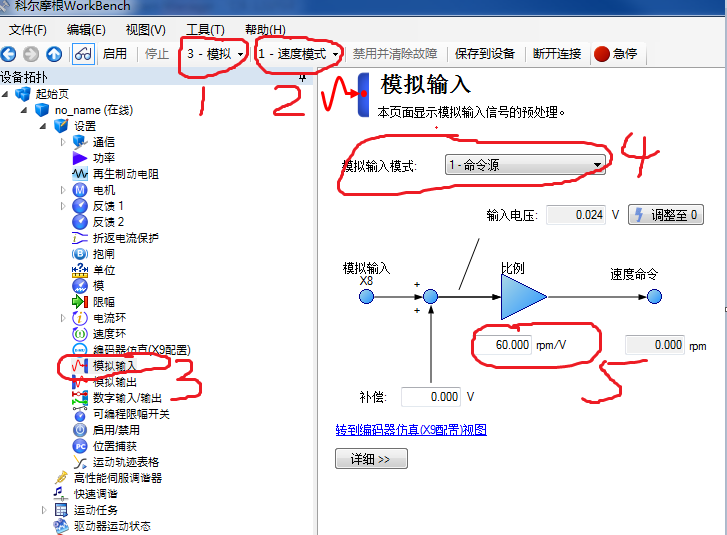 科尔摩根WorkBench
文件(F) 编辑(E) 视图(V) 工具(T) 帮助(H)
启用 停止 3 - 模拟 1 - 速度模式 禁用并清除故障 保存到设备 断开连接 急停
1 2
设备拓扑
起始页
no_name (在线)
设置
通信
功率
再生制动电阻
电机
反馈 1
反馈 2
折返电流保护
抱闸
单位
模
限幅
电流环
速度环
编码器仿真(X9配置)
模拟输入
模拟输出
数字输入/输出
3
可编程限幅开关
启用/禁用
位置捕获
运动轨迹表格
高性能伺服调谐器
快速调谐
运动任务
驱动器运动状态
模拟输入
本页面显示模拟输入信号的预处理。
模拟输入模式: 1 - 命令源
4
输入电压: 0.024 V 调整至 0
模拟输入 比例 速度命令
X8
+
+
60.000 rpm/V 0.000 rpm
5
补偿: 0.000 V
转到编码器仿真(X9配置)视图
详细 >>